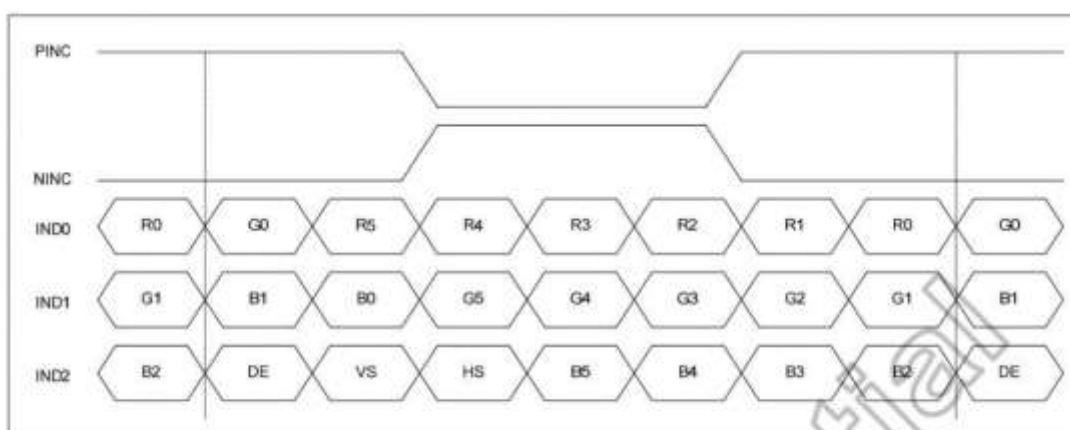 PINC
NINC
IND0 R0 G0 R5 R4 R3 R2 R1 R0 G0
IND1 G1 B1 B0 G5 G4 G3 G2 G1 B1
IND2 B2 DE VS HS B5 B4 B3 B2 DE
tial